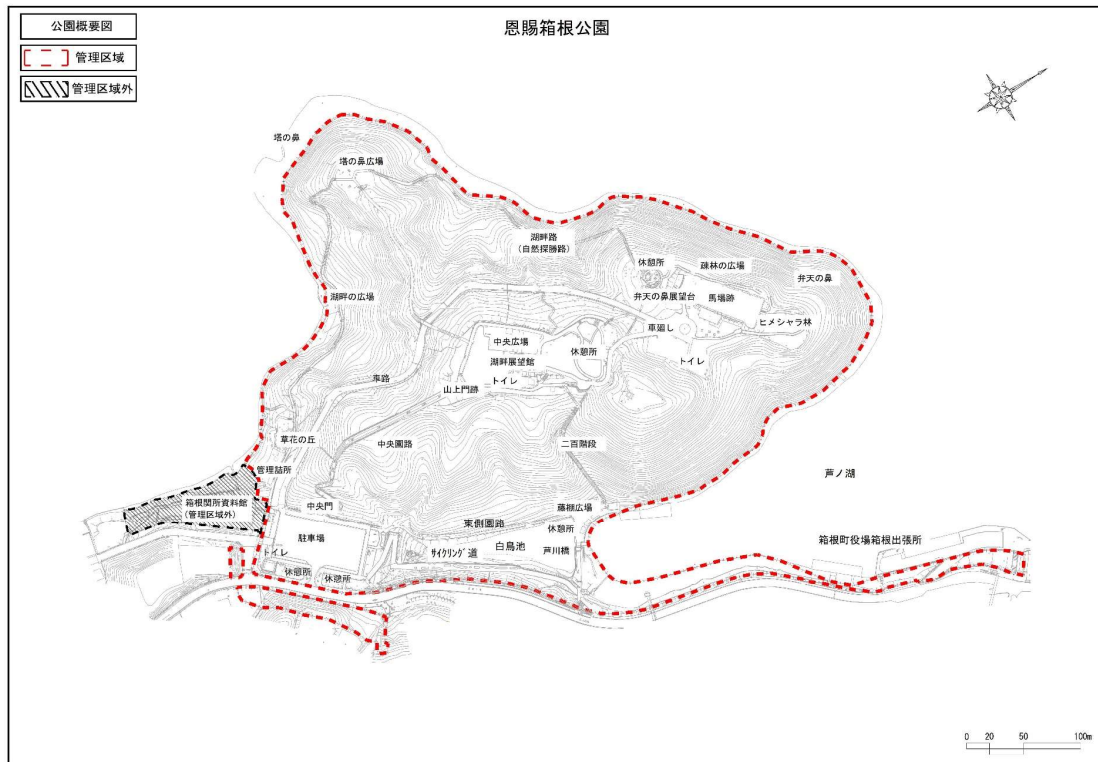 公園概要図
管理区域
管理区域外
恩賜箱根公園
塔の鼻
塔の鼻広場
湖畔路
(自然探勝路)
休憩所
疎林の広場
弁天の鼻
湖畔の広場
弁天の鼻展望台
馬場跡
ヒメシャラ林
車廻し
中央広場
休憩所
湖畔展望館
トイレ
トイレ
車路
山上門跡
草花の丘
中央園路
二百階段
管理詰所
芦ノ湖
箱根関所資料館
(管理区域外)
中央門
藤棚広場
東側園路
休憩所
駐車場
白鳥池
箱根町役場箱根出張所
トイレ
サイクリング道
芦川橋
休憩所
休憩所
0 20 50 100m